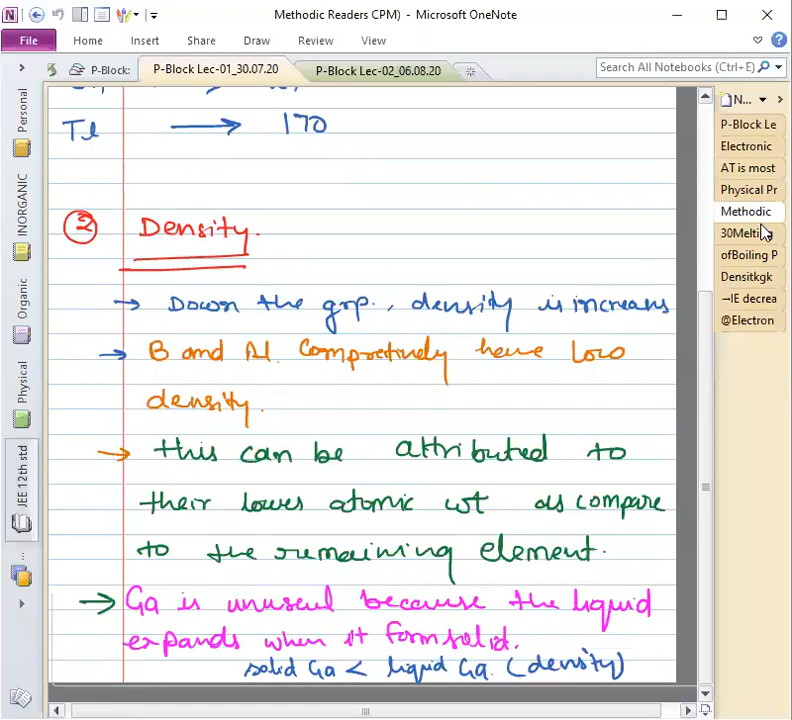 Methodic Readers CPM) - Microsoft OneNote
File Home Insert Share Draw Review View
P-Block: P-Block Lec-01_30.07.20 P-Block Lec-02_06.08.20 Search All Notebooks (Ctrl+E)
N...
P-Block Le
Electronic
AT is most
Physical Pr
Methodic
30Melting
ofBoiling P
Densitkgk
→IE decrea
@Electron
Personal
INORGANIC
Organic
Physical
JEE 12th std
Tl → 170
② Density.
→ Down the grp., density is increases
→ B and Al. Compretively have low
density.
→ this can be attributed to
their lower atomic wt as compare
to the remaining element.
→ Ga is unusual because the liquid
expands when it form solid.
solid Ga < liquid Ga. (density)